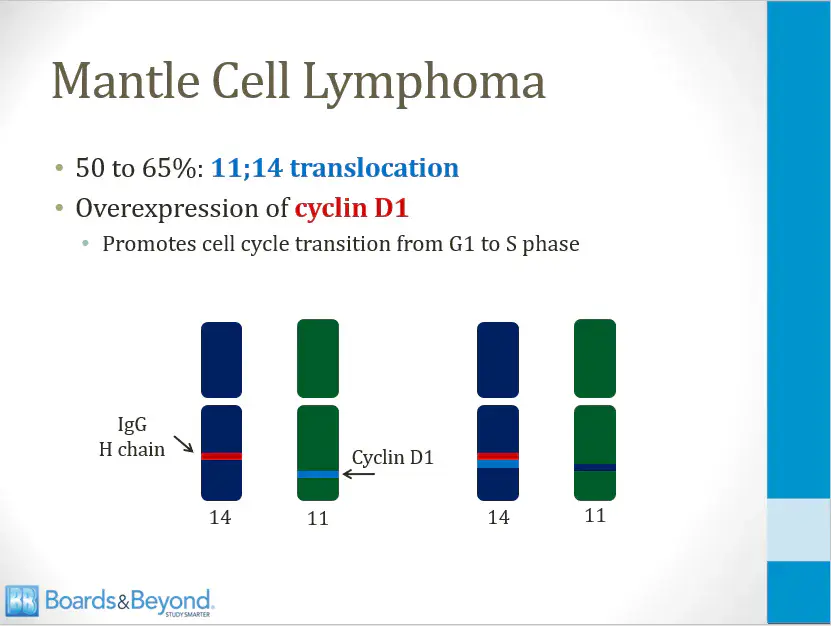 Mantle Cell Lymphoma
• 50 to 65%: 11;14 translocation
• Overexpression of cyclin D1
• Promotes cell cycle transition from G1 to S phase
IgG
H chain
Cyclin D1
14
11
14
11
BB Boards&Beyond.
STUDY SMARTER